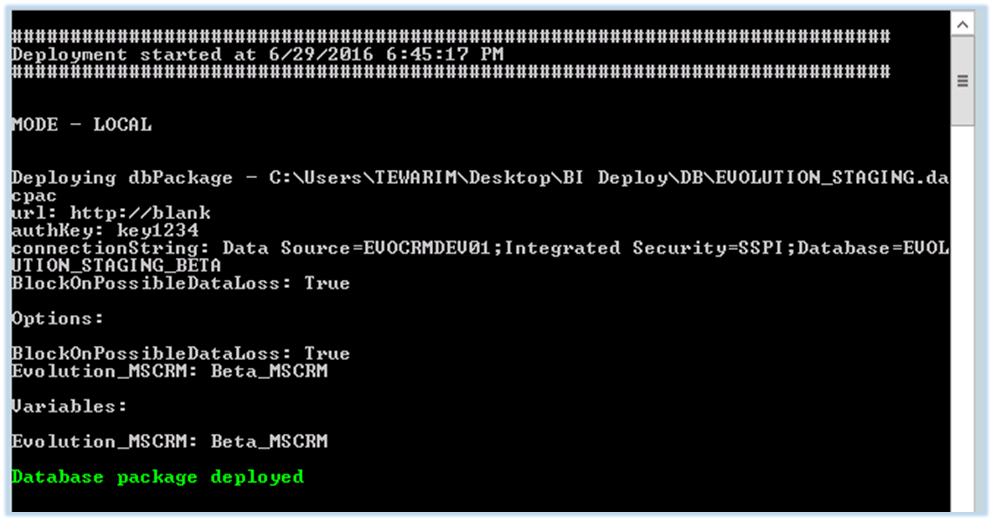 ###########################################################################
Deployment started at 6/29/2016 6:45:17 PM
###########################################################################
MODE - LOCAL
Deploying dbPackage - C:\Users\TEWARIM\Desktop\BI Deploy\DB\EVOLUTION_STAGING.da
cpac
url: http://blank
authKey: key1234
connectionString: Data Source=EVOCRMDEV01;Integrated Security=SSPI;Database=EVOL
UTION_STAGING_BETA
BlockOnPossibleDataLoss: True
Options:
BlockOnPossibleDataLoss: True
Evolution_MSCRM: Beta_MSCRM
Variables:
Evolution_MSCRM: Beta_MSCRM
Database package deployed